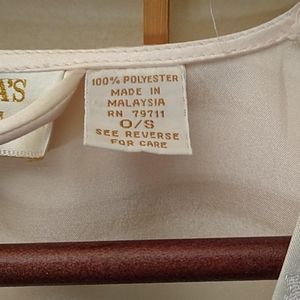 A'S
100% POLYESTER
MADE IN
MALAYSIA
RN 79711
O/S
SEE REVERSE
FOR CARE